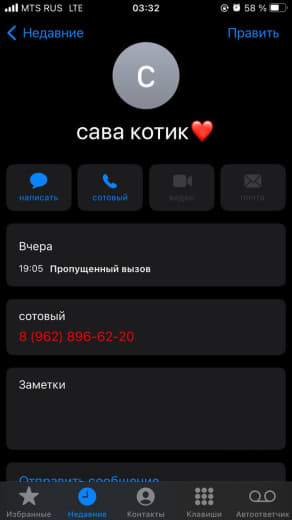 MTS RUS LTE 03:32 58 %
Недавние Править
С
сава котик❤️
написать сотовый видео почта
Вчера
19:05 Пропущенный вызов
сотовый
8 (962) 896-62-20
Заметки
Отправить сообщение
Избранные Недавние Контакты Клавиши Автоответчик